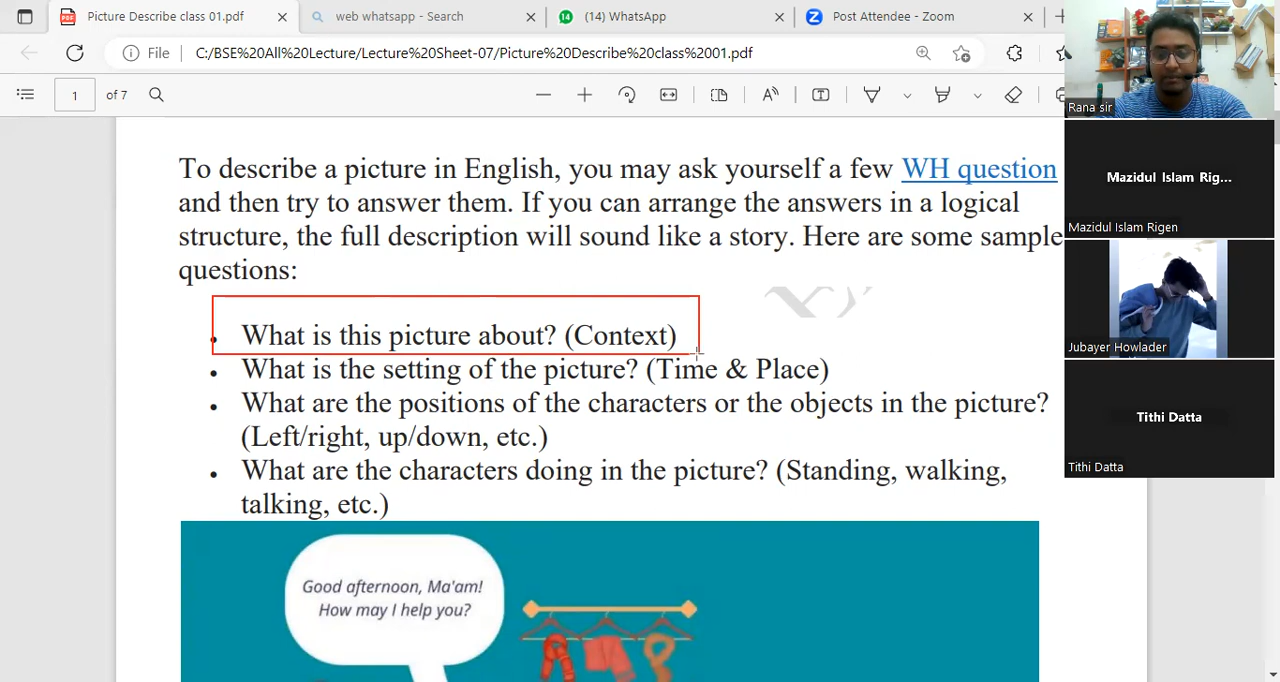 Picture Describe class 01.pdf
web whatsapp - Search
14
(14) WhatsApp
Post Attendee - Zoom
File
C:/BSE%20All%20Lecture/Lecture%20Sheet-07/Picture%20Describe%20class%2001.pdf
1
of 7
To describe a picture in English, you may ask yourself a few WH question
and then try to answer them. If you can arrange the answers in a logical
structure, the full description will sound like a story. Here are some sample
questions:
• What is this picture about? (Context)
• What is the setting of the picture? (Time & Place)
• What are the positions of the characters or the objects in the picture?
(Left/right, up/down, etc.)
• What are the characters doing in the picture? (Standing, walking,
talking, etc.)
Good afternoon, Ma'am!
How may I help you?
Rana sir
Mazidul Islam Rig...
Mazidul Islam Rigen
Jubayer Howlader
Tithi Datta
Tithi Datta